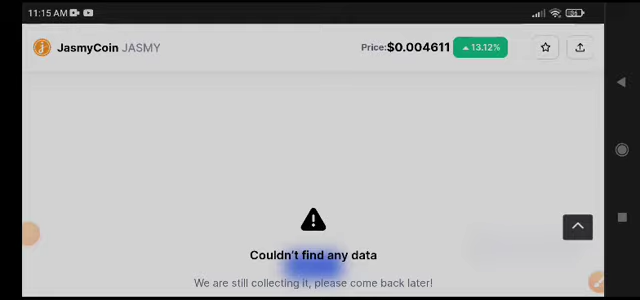 11:15 AM
JasmyCoin JASMY
Price:$0.004611 13.12%
Couldn't find any data
We are still collecting it, please come back later!